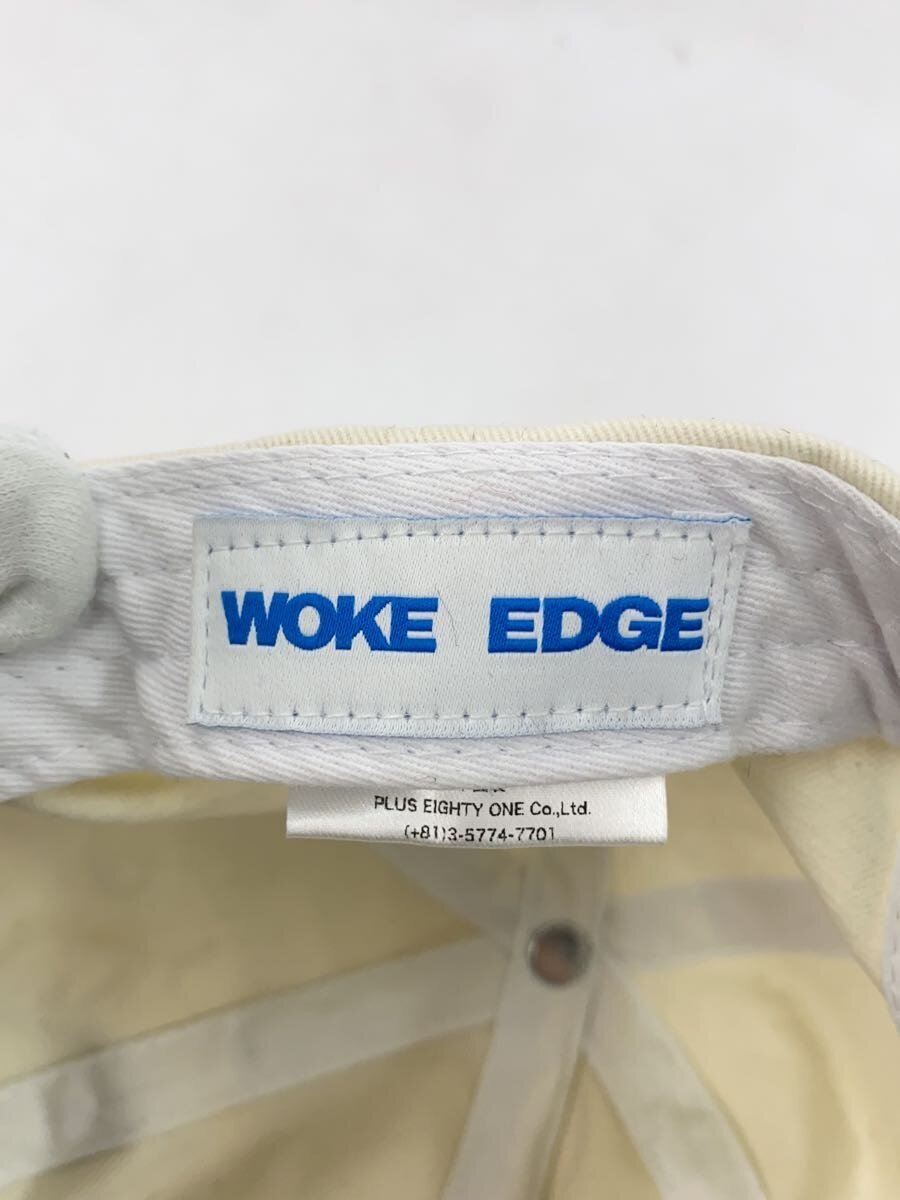 WOKE EDGE
PLUS EIGHTY ONE Co.,Ltd.
(+81)3-5774-7701